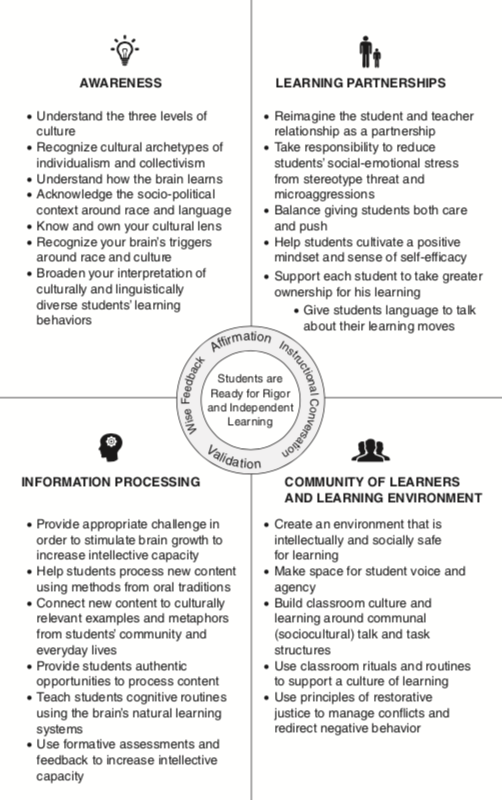 AWARENESS
• Understand the three levels of
culture
• Recognize cultural archetypes of
individualism and collectivism
• Understand how the brain learns
• Acknowledge the socio-political
context around race and language
• Know and own your cultural lens
• Recognize your brain's triggers
around race and culture
• Broaden your interpretation of
culturally and linguistically
diverse students' learning
behaviors
LEARNING PARTNERSHIPS
• Reimagine the student and teacher
relationship as a partnership
• Take responsibility to reduce
students' social-emotional stress
from stereotype threat and
microaggressions
• Balance giving students both care
and push
• Help students cultivate a positive
mindset and sense of self-efficacy
• Support each student to take greater
ownership for his learning
• Give students language to talk
about their learning moves
Affirmation
Instructional Conversation
Validation
Wise Feedback
Students are
Ready for Rigor
and Independent
Learning
INFORMATION PROCESSING
• Provide appropriate challenge in
order to stimulate brain growth to
increase intellective capacity
• Help students process new content
using methods from oral traditions
• Connect new content to culturally
relevant examples and metaphors
from students' community and
everyday lives
• Provide students authentic
opportunities to process content
• Teach students cognitive routines
using the brain's natural learning
systems
• Use formative assessments and
feedback to increase intellective
capacity
COMMUNITY OF LEARNERS
AND LEARNING ENVIRONMENT
• Create an environment that is
intellectually and socially safe
for learning
• Make space for student voice and
agency
• Build classroom culture and
learning around communal
(sociocultural) talk and task
structures
• Use classroom rituals and routines
to support a culture of learning
• Use principles of restorative
justice to manage conflicts and
redirect negative behavior